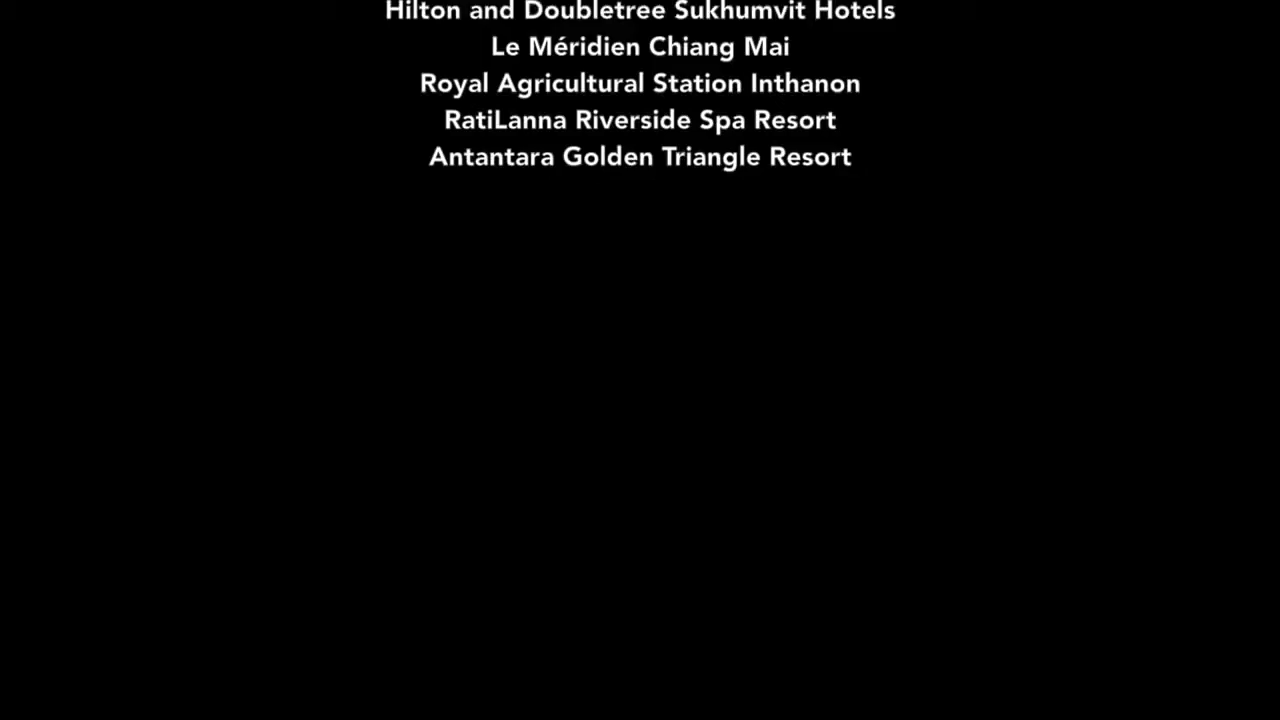 Hilton and Doubletree Sukhumvit Hotels
Le Méridien Chiang Mai
Royal Agricultural Station Inthanon
RatiLanna Riverside Spa Resort
Antantara Golden Triangle Resort